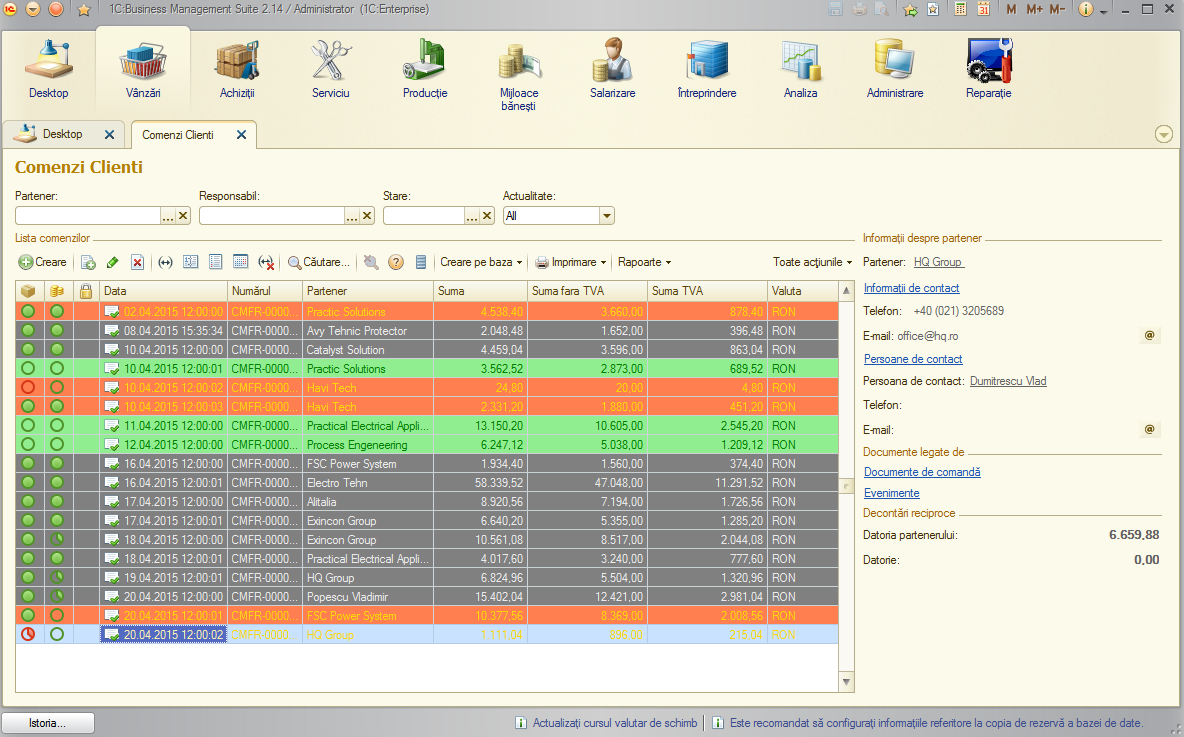 1C:Business Management Suite 2.14 / Administrator (1C:Enterprise)
M M+ M-
Desktop Vânzări Achiziții Serviciu Producție Mijloace bănești Salarizare Întreprindere Analiza Administrare Reparație
Desktop Comenzi Clienti
Comenzi Clienti
Partener: Responsabil: Stare: Actualitate:
All
Lista comenzilor
Creare Căutare... Creare pe baza Imprimare Rapoarte Toate acțiunile
Data Numărul Partener Suma Suma fara TVA Suma TVA Valuta
02.04.2015 12:00:00 CMFR-0000... Practic Solutions 4.538,40 3.660,00 878,40 RON
08.04.2015 15:35:34 CMFR-0000... Avy Tehnic Protector 2.048,48 1.652,00 396,48 RON
10.04.2015 12:00:00 CMFR-0000... Catalyst Solution 4.459,04 3.596,00 863,04 RON
10.04.2015 12:00:01 CMFR-0000... Practic Solutions 3.562,52 2.873,00 689,52 RON
10.04.2015 12:00:02 CMFR-0000... Havi Tech 24,80 20,00 4,80 RON
10.04.2015 12:00:03 CMFR-0000... Havi Tech 2.331,20 1.880,00 451,20 RON
11.04.2015 12:00:00 CMFR-0000... Practical Electrical Appli... 13.150,20 10.605,00 2.545,20 RON
12.04.2015 12:00:00 CMFR-0000... Process Engeneering 6.247,12 5.038,00 1.209,12 RON
16.04.2015 12:00:00 CMFR-0000... FSC Power System 1.934,40 1.560,00 374,40 RON
16.04.2015 12:00:01 CMFR-0000... Electro Tehn 58.339,52 47.048,00 11.291,52 RON
17.04.2015 12:00:00 CMFR-0000... Alitalia 8.920,56 7.194,00 1.726,56 RON
17.04.2015 12:00:01 CMFR-0000... Exincon Group 6.640,20 5.355,00 1.285,20 RON
18.04.2015 12:00:00 CMFR-0000... Exincon Group 10.561,08 8.517,00 2.044,08 RON
18.04.2015 12:00:01 CMFR-0000... Practical Electrical Appli... 4.017,60 3.240,00 777,60 RON
19.04.2015 12:00:01 CMFR-0000... HQ Group 6.824,96 5.504,00 1.320,96 RON
20.04.2015 12:00:00 CMFR-0000... Popescu Vladimir 15.402,04 12.421,00 2.981,04 RON
20.04.2015 12:00:01 CMFR-0000... FSC Power System 10.377,56 8.369,00 2.008,56 RON
20.04.2015 12:00:02 CMFR-0000... HQ Group 1.111,04 896,00 215,04 RON
Informații despre partener
Partener: HQ Group
Informații de contact
Telefon: +40 (021) 3205689
E-mail: office@hq.ro @
Persoane de contact
Persoana de contact: Dumitrescu Vlad
Telefon:
E-mail: @
Documente legate de
Documente de comandă
Evenimente
Decontări reciproce
Datoria partenerului: 6.659,88
Datorie: 0,00
Istoria...
Actualizați cursul valutar de schimb
Este recomandat să configurați informațiile referitore la copia de rezervă a bazei de date.